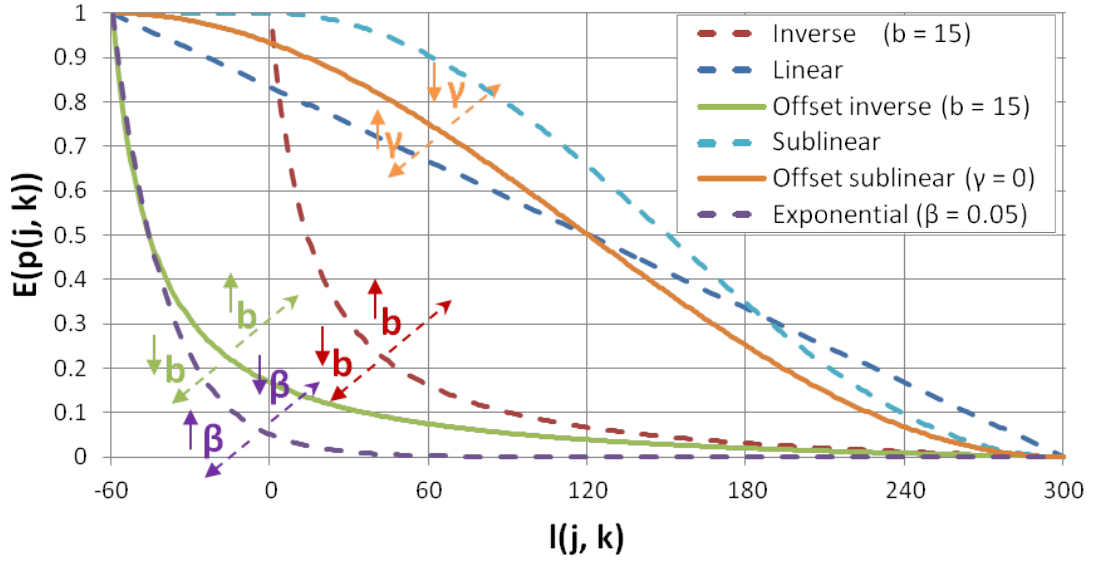 E(p(j, k))
1
0.9
0.8
0.7
0.6
0.5
0.4
0.3
0.2
0.1
0
-60
0
60
120
180
240
300
l(j, k)
Inverse (b = 15)
Linear
Offset inverse (b = 15)
Sublinear
Offset sublinear (γ = 0)
Exponential (β = 0.05)
↓γ
↑γ
↑b
↓b
↑b
↓b
↓β
↑β